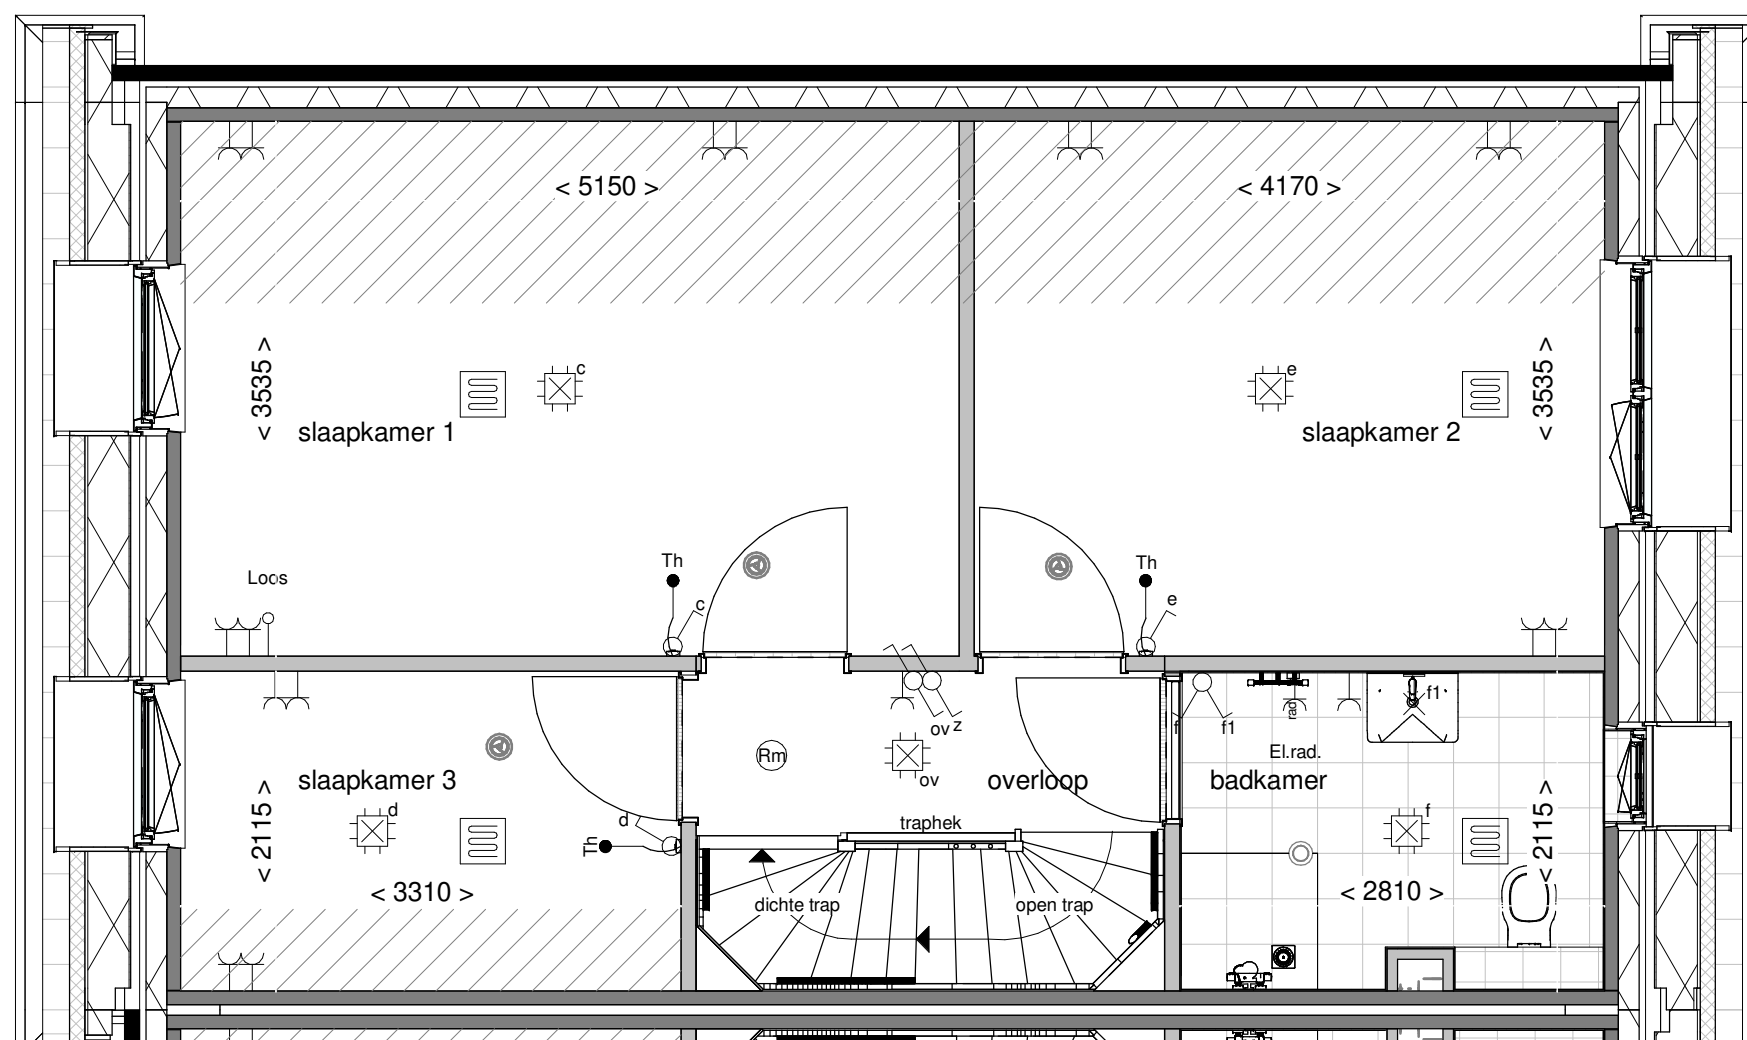 < 5150 >
< 4170 >
< 3535 >
c
slaapkamer 1
e
< 3535 >
slaapkamer 2
Loos
Th
c
Th
e
ov
z
f
f1
rad
f1
Rm
ov
El.rad.
slaapkamer 3
overloop
badkamer
< 2115 >
d
d
Th
traphek
f
< 2115 >
< 3310 >
dichte trap
open trap
< 2810 >